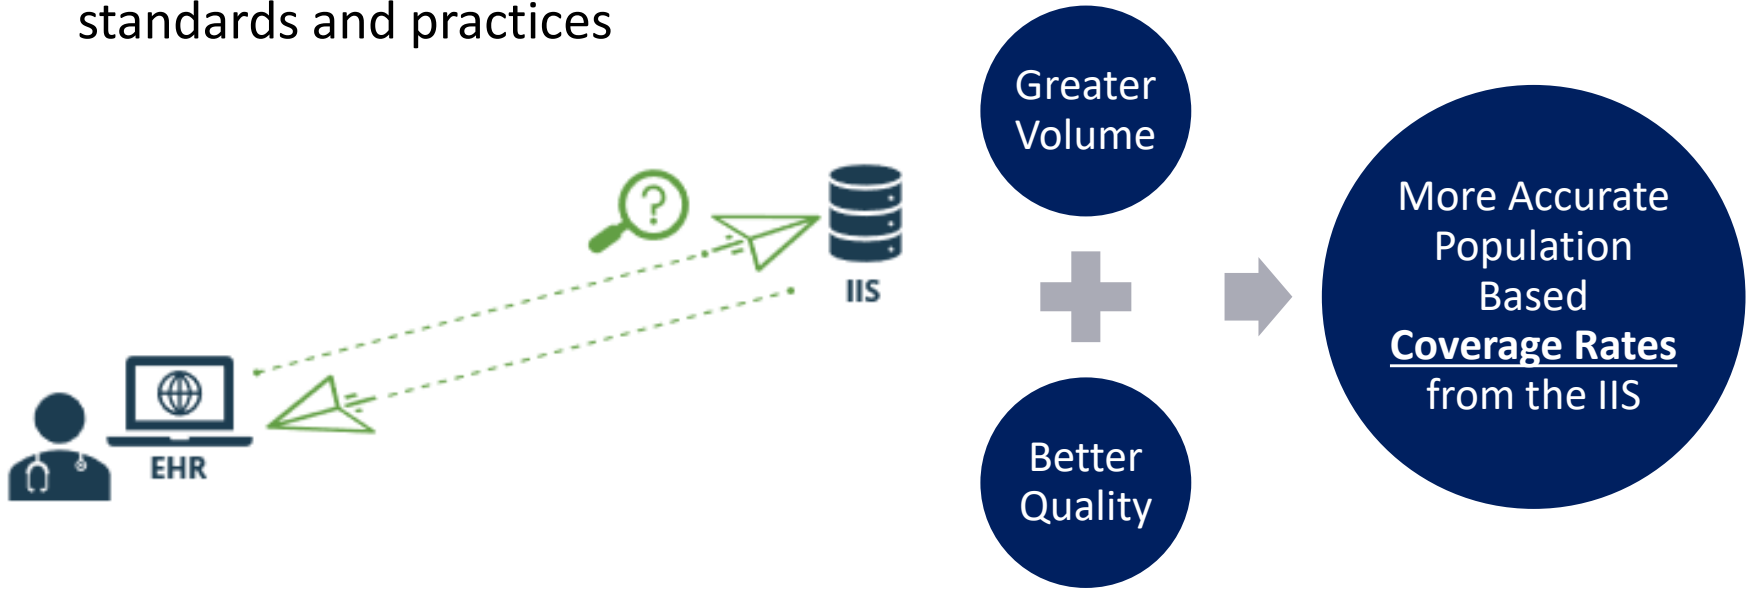 standards and practices
?
IIS
EHR
Greater
Volume
Better
Quality
More Accurate
Population
Based
Coverage Rates
from the IIS